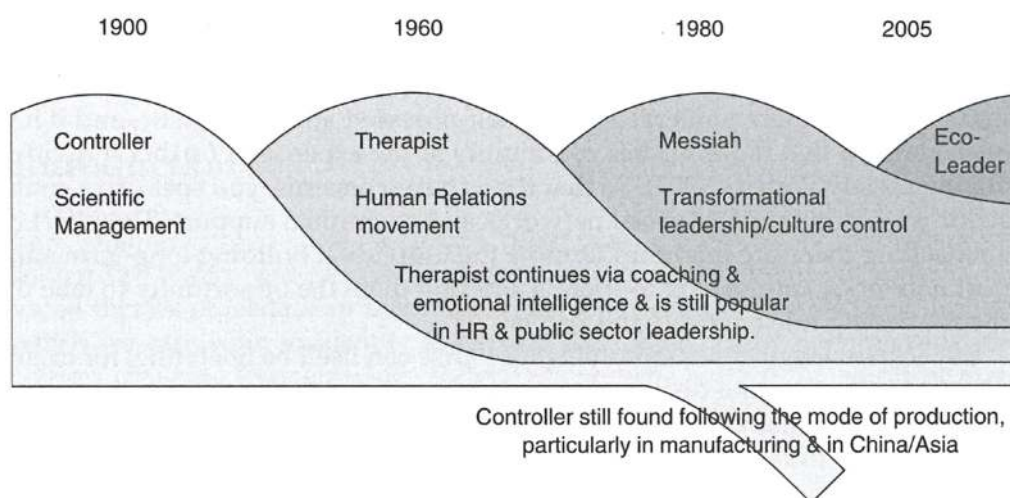 1900
1960
1980
2005
Controller
Therapist
Messiah
Eco-
Leader
Scientific
Management
Human Relations
movement
Transformational
leadership/culture control
Therapist continues via coaching &
emotional intelligence & is still popular
in HR & public sector leadership.
Controller still found following the mode of production,
particularly in manufacturing & in China/Asia